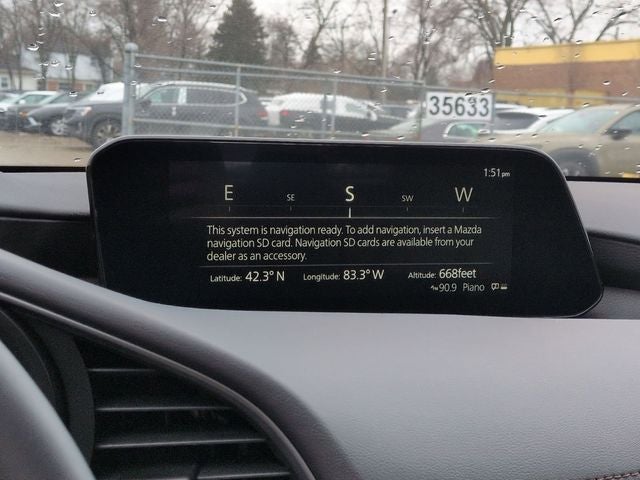 35633
1:51pm
E SE S SW W
This system is navigation ready. To add navigation, insert a Mazda
navigation SD card. Navigation SD cards are available from your
dealer as an accessory.
Latitude: 42.3° N Longitude: 83.3° W Altitude: 668feet
90.9 Piano